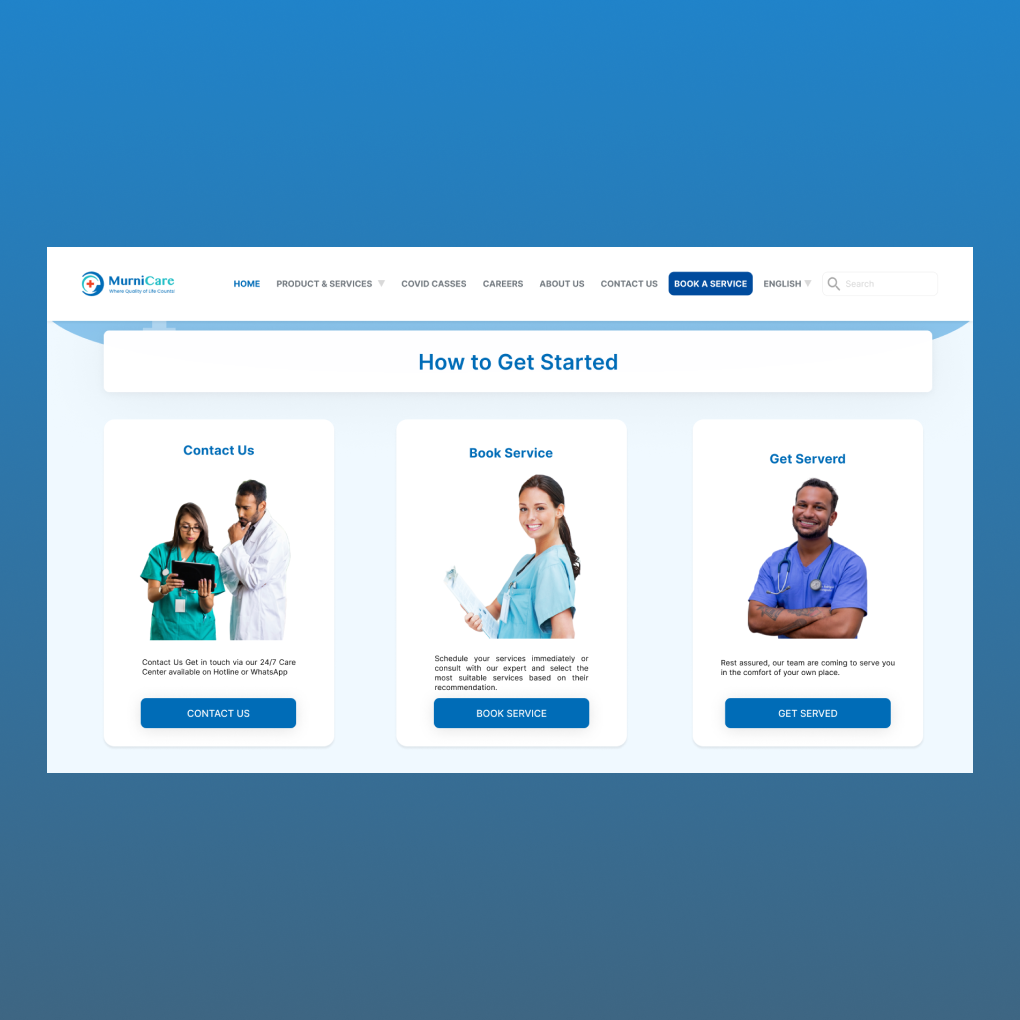 MurniCare
Where Quality of Life Counts!
HOME
PRODUCT & SERVICES
COVID CASSES
CAREERS
ABOUT US
CONTACT US
BOOK A SERVICE
ENGLISH
Search
How to Get Started
Contact Us
Contact Us Get in touch via our 24/7 Care
Center available on Hotline or WhatsApp
CONTACT US
Book Service
Schedule your services immediately or
consult with our expert and select the
most suitable services based on their
recommendation.
BOOK SERVICE
Get Serverd
Rest assured, our team are coming to serve you
in the comfort of your own place.
GET SERVED